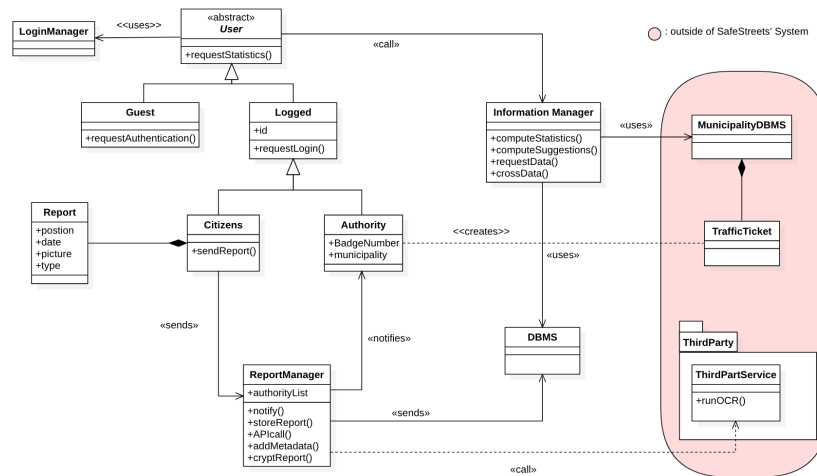 «abstract»
User
+requestStatistics()
LoginManager
<<uses>>
«call»
: outside of SafeStreets' System
Guest
+requestAuthentication()
Logged
+id
+requestLogin()
Information Manager
+computeStatistics()
+computeSuggestions()
+requestData()
+crossData()
«uses»
MunicipalityDBMS
Report
+postion
+date
+picture
+type
Citizens
+sendReport()
Authority
+BadgeNumber
+municipality
<<creates>>
TrafficTicket
«uses»
«sends»
«notifies»
DBMS
ThirdParty
ThirdPartService
+runOCR()
ReportManager
+authorityList
+notify()
+storeReport()
+APIcall()
+addMetadata()
+cryptReport()
«sends»
«call»